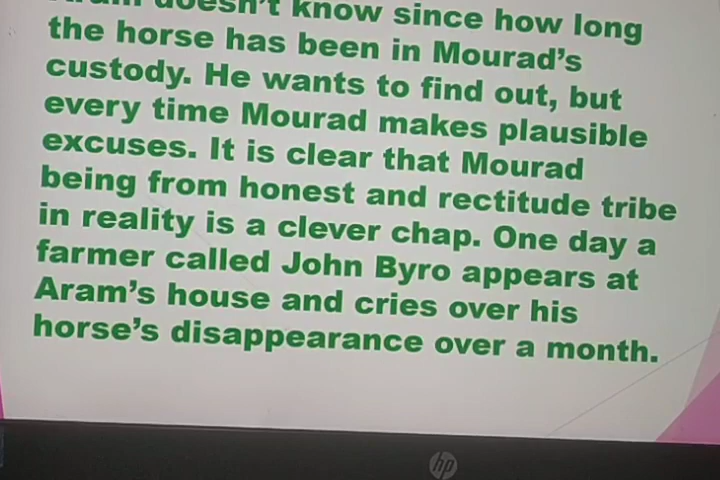 doesn't know since how long
the horse has been in Mourad's
custody. He wants to find out, but
every time Mourad makes plausible
excuses. It is clear that Mourad
being from honest and rectitude tribe
in reality is a clever chap. One day a
farmer called John Byro appears at
Aram's house and cries over his
horse's disappearance over a month.
hp